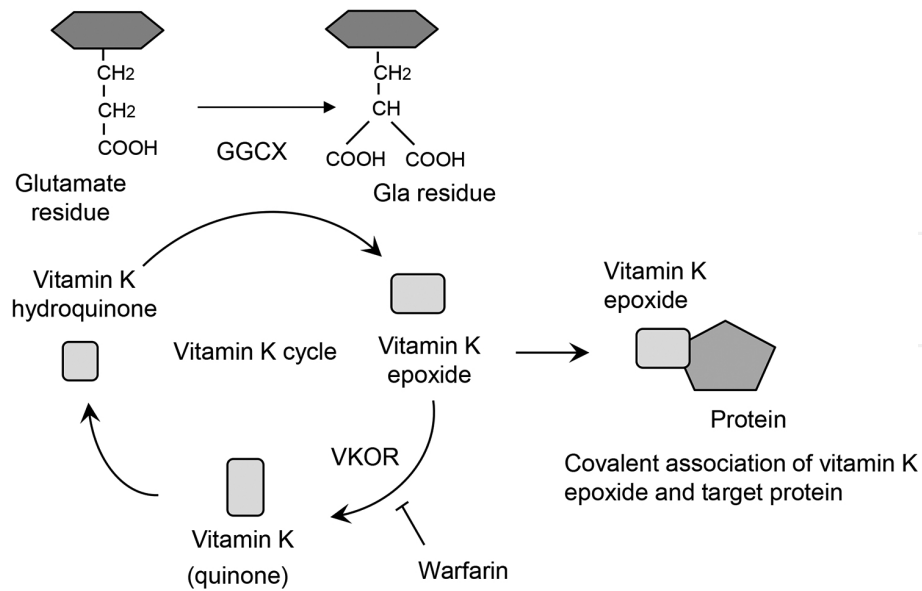 CH2
CH2
COOH
Glutamate
residue
GGCX
CH2
CH
COOH COOH
Gla residue
Vitamin K
hydroquinone
Vitamin K cycle
Vitamin K
epoxide
Vitamin K
epoxide
Protein
Covalent association of vitamin K
epoxide and target protein
VKOR
Vitamin K
(quinone)
Warfarin